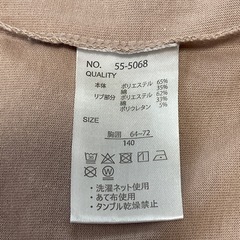 NO. 55-5068
QUALITY
本体 ポリエステル 65%
綿 35%
リブ部分 ポリエステル 62%
綿 33%
ポリウレタン 5%
SIZE
胸囲 64~72
140
・洗濯ネット使用
・あて布使用
・タンブル乾燥禁止